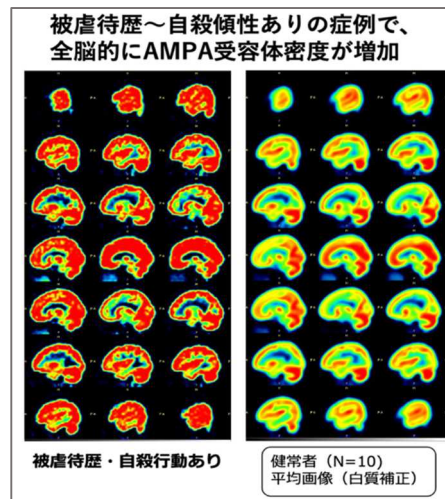 被虐待歴～自殺傾性ありの症例で、
全脳的にAMPA受容体密度が増加
被虐待歴・自殺行動あり
健常者（N=10）
平均画像（白質補正）